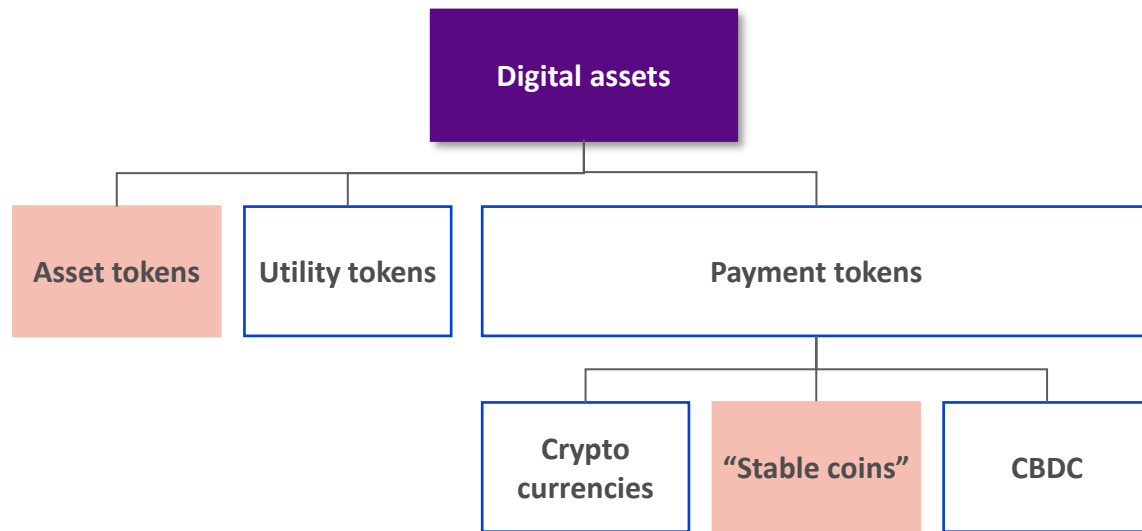 Digital assets
Asset tokens
Utility tokens
Payment tokens
Crypto
currencies
“Stable coins”
CBDC